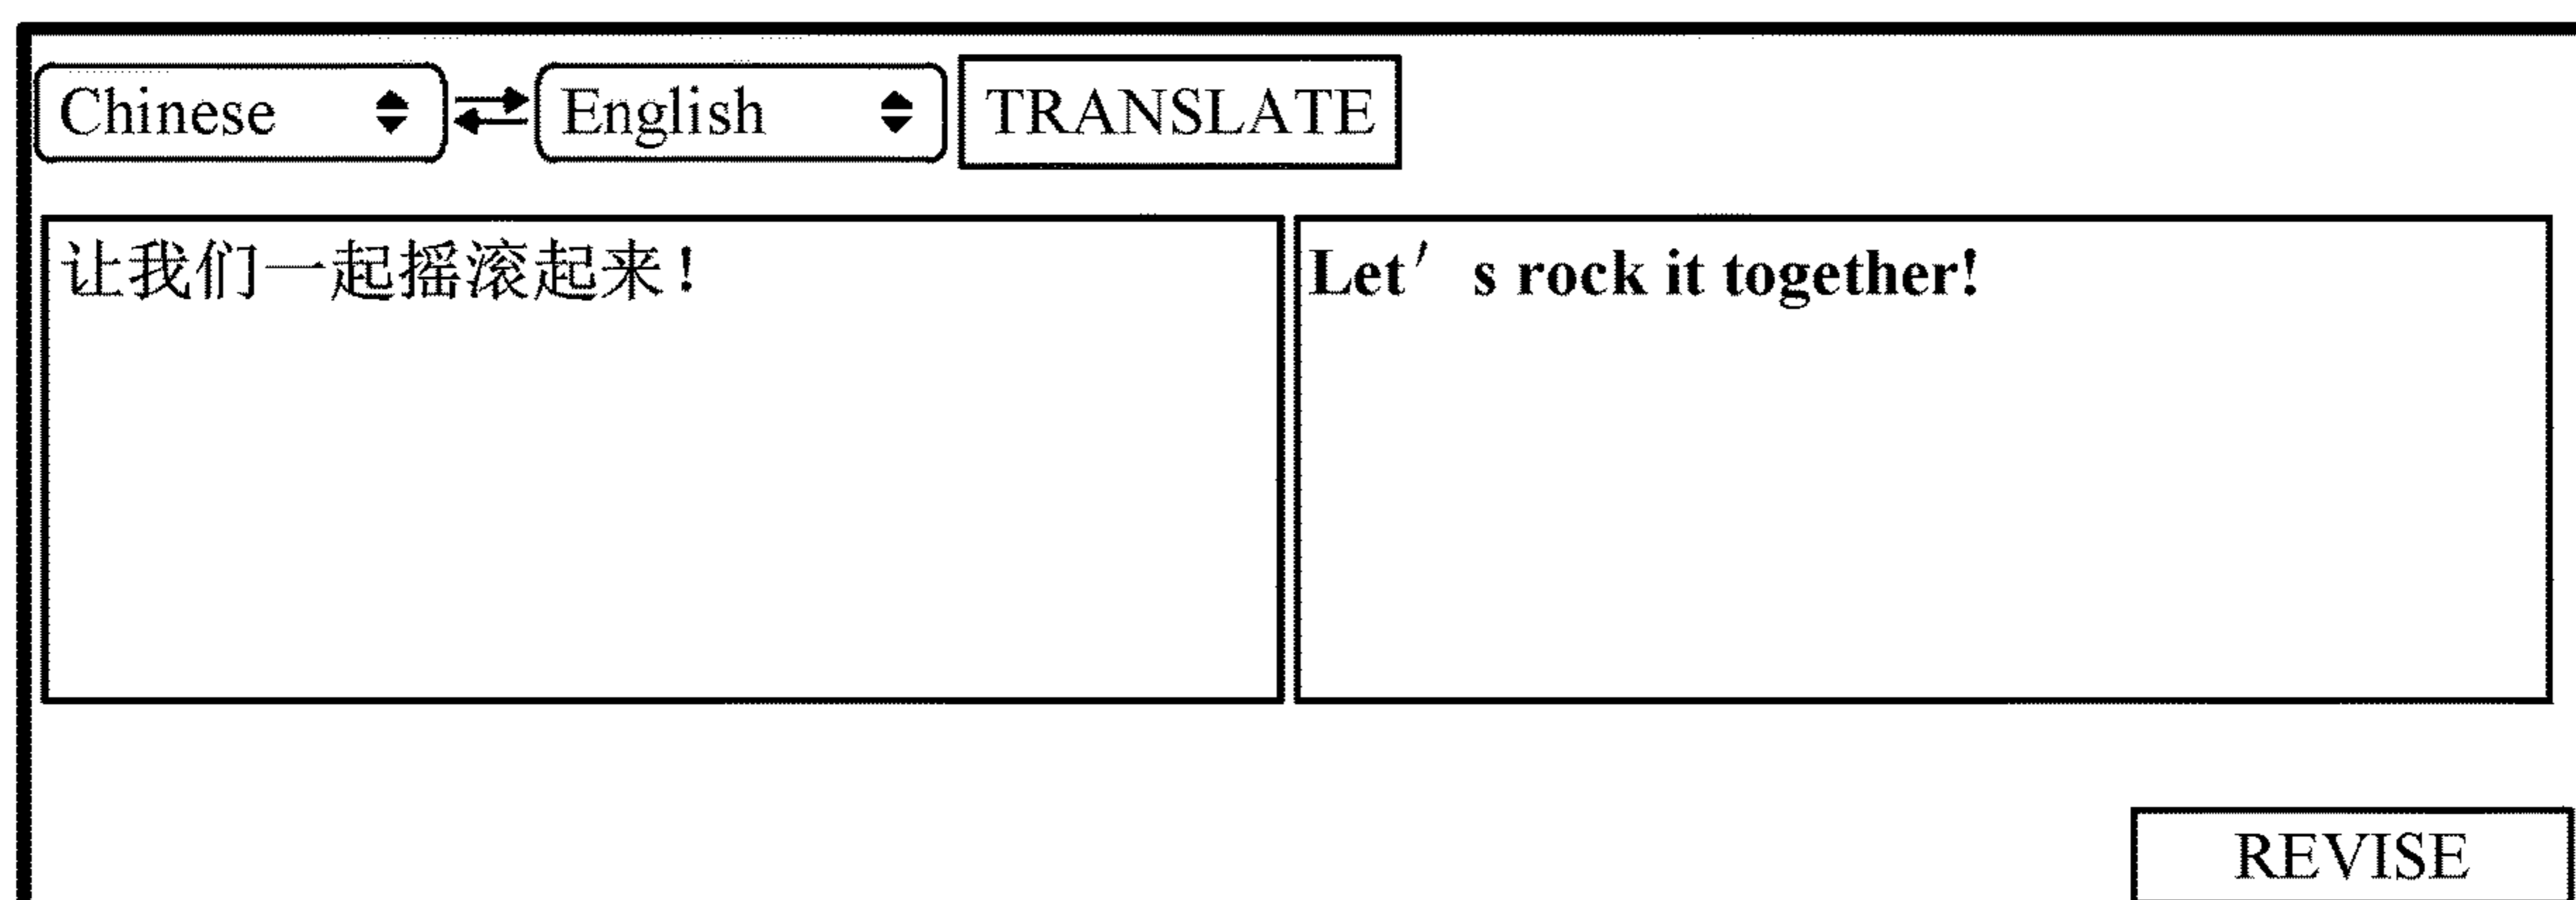 Chinese English TRANSLATE
让我们一起摇滚起来！
Let's rock it together!
REVISE